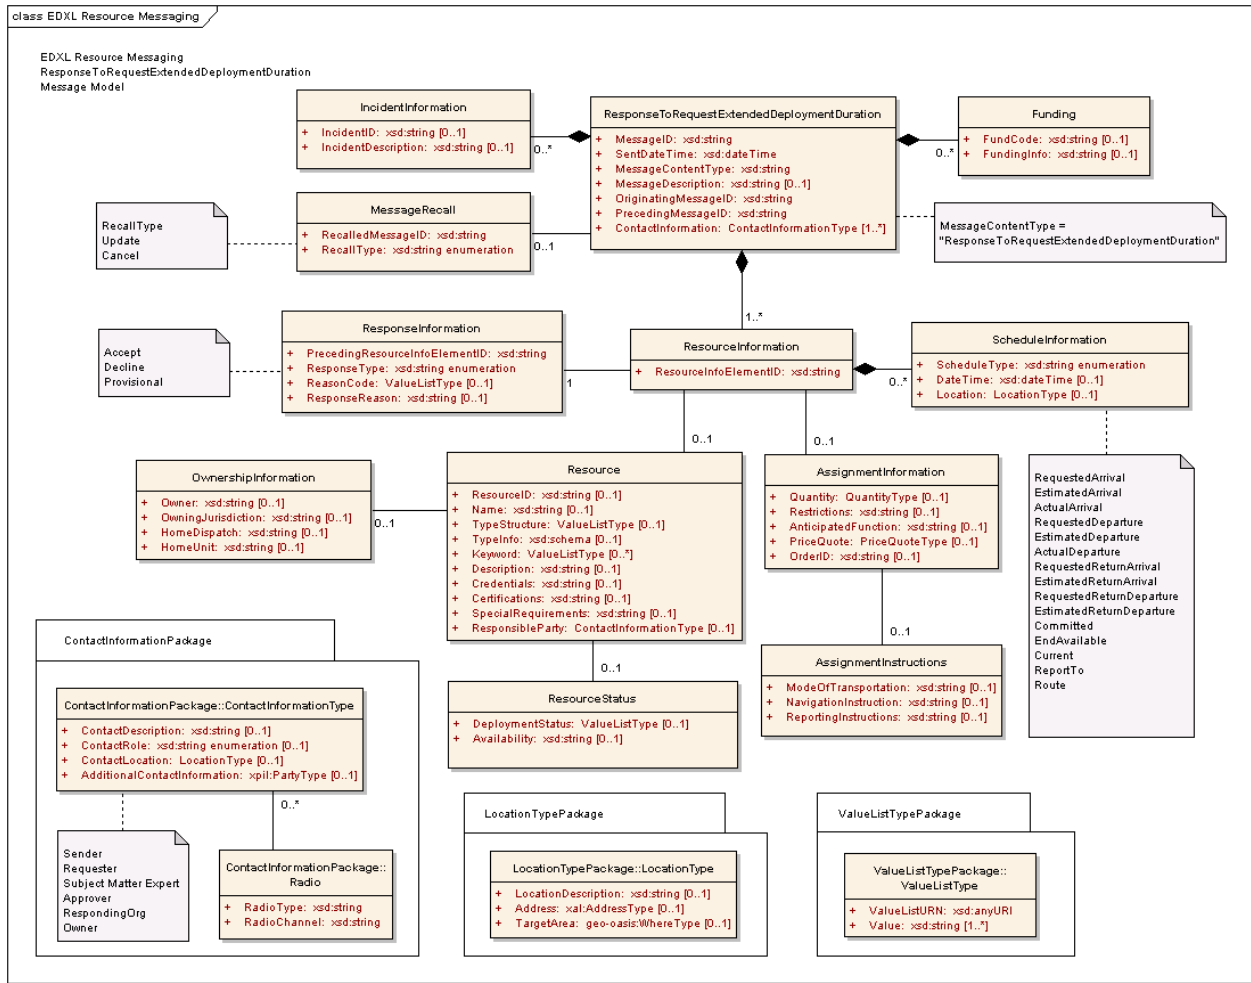 class EDXL Resource Messaging
EDXL Resource Messaging
ResponseToRequestExtendedDeploymentDuration
Message Model
IncidentInformation
+ IncidentID: xsd:string [0..1]
+ IncidentDescription: xsd:string [0..1]
0..*
ResponseToRequestExtendedDeploymentDuration
+ MessageID: xsd:string
+ SentDateTime: xsd:dateTime
+ MessageContentType: xsd:string
+ MessageDescription: xsd:string [0..1]
+ OriginatingMessageID: xsd:string
+ PrecedingMessageID: xsd:string
+ ContactInformation: ContactInformationType [1..*]
Funding
+ FundCode: xsd:string [0..1]
+ FundingInfo: xsd:string [0..1]
0..*
RecallType
Update
Cancel
MessageRecall
+ RecalledMessageID: xsd:string
+ RecallType: xsd:string enumeration
0..1
MessageContentType =
"ResponseToRequestExtendedDeploymentDuration"
1..*
Accept
Decline
Provisional
ResponseInformation
+ PrecedingResourceInfoElementID: xsd:string
+ ResponseType: xsd:string enumeration
+ ReasonCode: ValueListType [0..1]
+ ResponseReason: xsd:string [0..1]
1
ResourceInformation
+ ResourceInfoElementID: xsd:string
0..*
ScheduleInformation
+ ScheduleType: xsd:string enumeration
+ DateTime: xsd:dateTime [0..1]
+ Location: LocationType [0..1]
0..1
0..1
OwnershipInformation
+ Owner: xsd:string [0..1]
+ OwningJurisdiction: xsd:string [0..1]
+ HomeDispatch: xsd:string [0..1]
+ HomeUnit: xsd:string [0..1]
0..1
Resource
+ ResourceID: xsd:string [0..1]
+ Name: xsd:string [0..1]
+ TypeStructure: ValueListType [0..1]
+ TypeInfo: xsd:schema [0..1]
+ Keyword: ValueListType [0..*]
+ Description: xsd:string [0..1]
+ Credentials: xsd:string [0..1]
+ Certifications: xsd:string [0..1]
+ SpecialRequirements: xsd:string [0..1]
+ ResponsibleParty: ContactInformationType [0..1]
AssignmentInformation
+ Quantity: QuantityType [0..1]
+ Restrictions: xsd:string [0..1]
+ AnticipatedFunction: xsd:string [0..1]
+ PriceQuote: PriceQuoteType [0..1]
+ OrderID: xsd:string [0..1]
RequestedArrival
EstimatedArrival
ActualArrival
RequestedDeparture
EstimatedDeparture
ActualDeparture
RequestedReturnArrival
EstimatedReturnArrival
RequestedReturnDeparture
EstimatedReturnDeparture
Committed
EndAvailable
Current
ReportTo
Route
0..1
AssignmentInstructions
+ ModeOfTransportation: xsd:string [0..1]
+ NavigationInstruction: xsd:string [0..1]
+ ReportingInstructions: xsd:string [0..1]
0..1
ResourceStatus
+ DeploymentStatus: ValueListType [0..1]
+ Availability: xsd:string [0..1]
ContactInformationPackage
ContactInformationPackage::ContactInformationType
+ ContactDescription: xsd:string [0..1]
+ ContactRole: xsd:string enumeration [0..1]
+ ContactLocation: LocationType [0..1]
+ AdditionalContactInformation: xpil:PartyType [0..1]
0..*
Sender
Requester
Subject Matter Expert
Approver
RespondingOrg
Owner
ContactInformationPackage::
Radio
+ RadioType: xsd:string
+ RadioChannel: xsd:string
LocationTypePackage
LocationTypePackage::LocationType
+ LocationDescription: xsd:string [0..1]
+ Address: xal:AddressType [0..1]
+ TargetArea: geo-oasis:WhereType [0..1]
ValueListTypePackage
ValueListTypePackage::
ValueListType
+ ValueListURN: xsd:anyURI
+ Value: xsd:string [1..*]